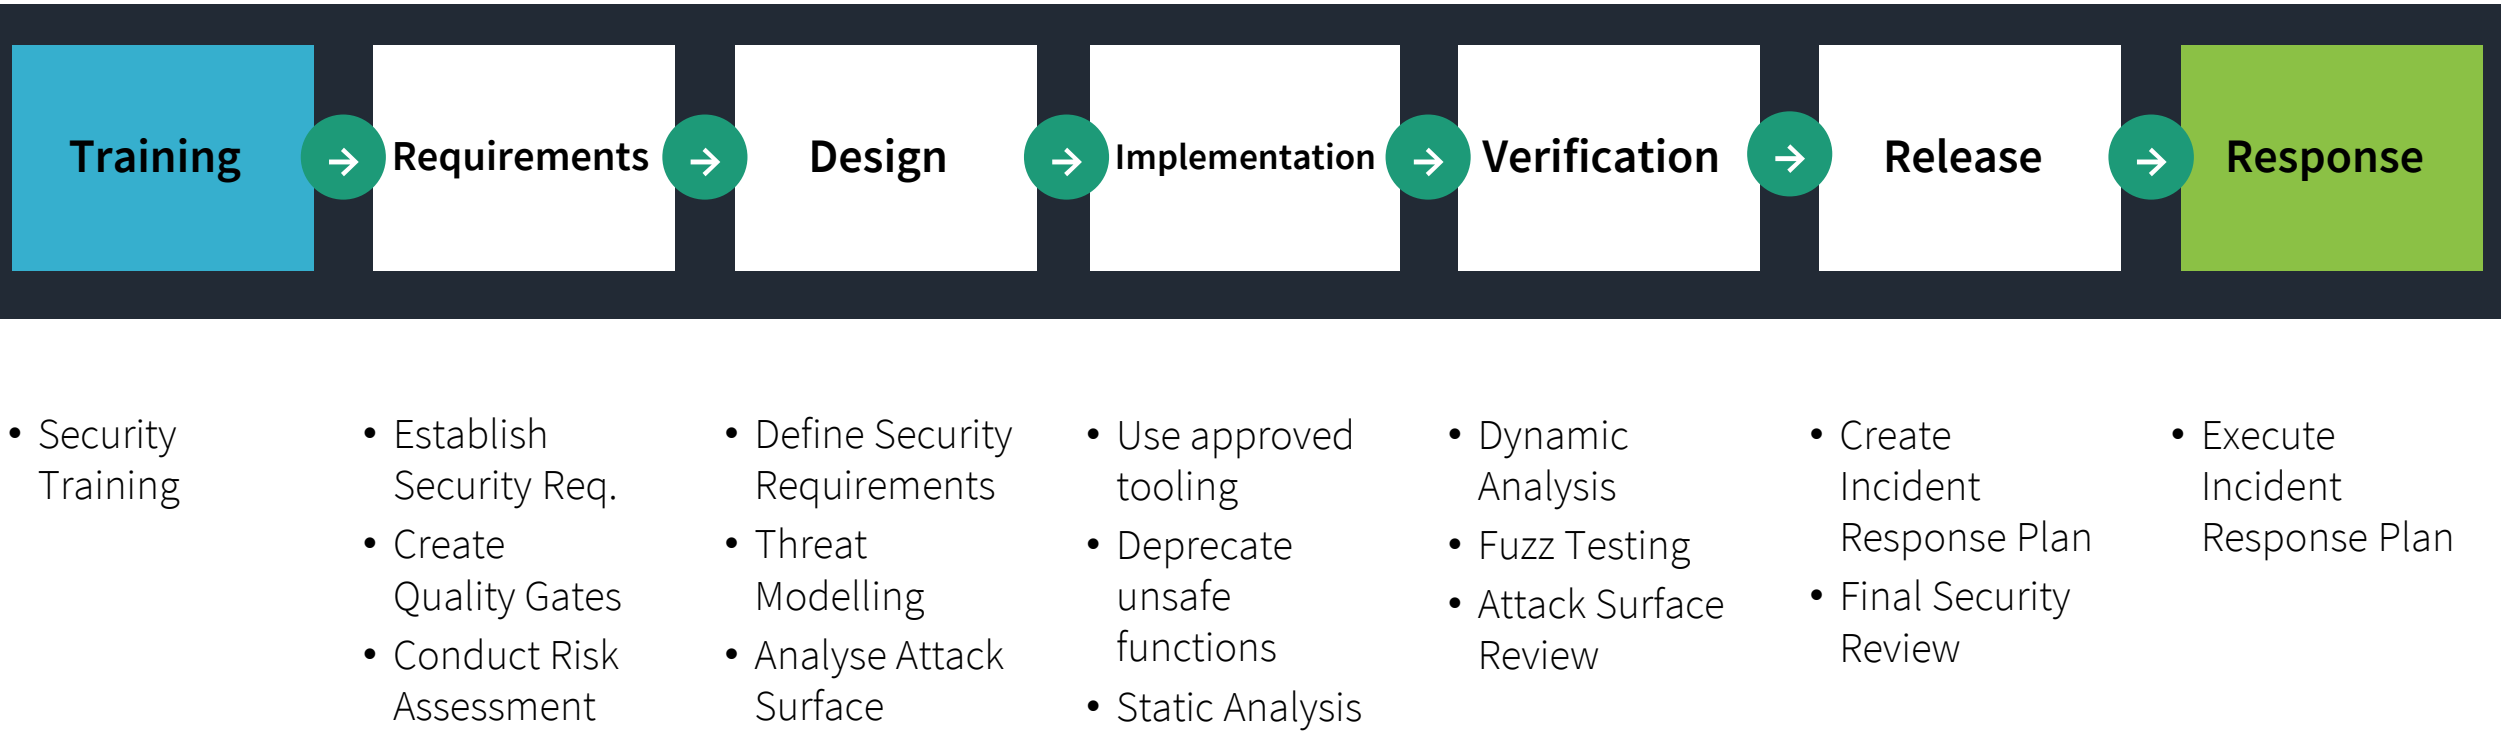 Training
Requirements
Design
Implementation
Verification
Release
Response
• Security
Training
• Establish
Security Req.
• Create
Quality Gates
• Conduct Risk
Assessment
• Define Security
Requirements
• Threat
Modelling
• Analyse Attack
Surface
• Use approved
tooling
• Deprecate
unsafe
functions
• Static Analysis
• Dynamic
Analysis
• Fuzz Testing
• Attack Surface
Review
• Create
Incident
Response Plan
• Final Security
Review
• Execute
Incident
Response Plan